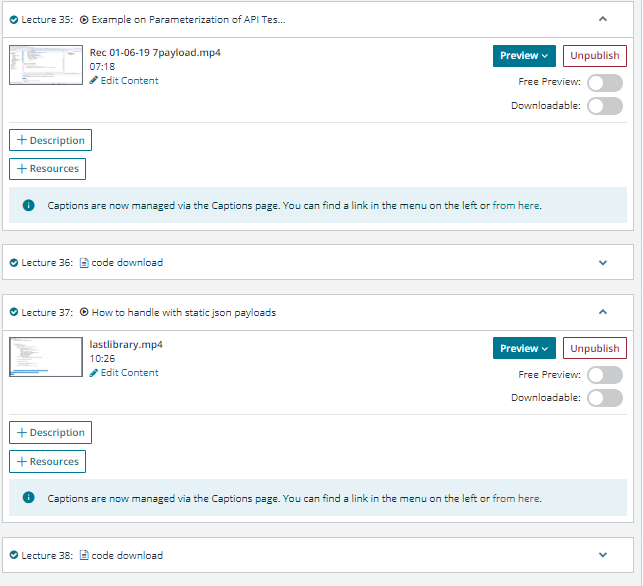 Lecture 35: Example on Parameterization of API Tes...
Rec 01-06-19 7payload.mp4
Preview
Unpublish
07:18
Edit Content
Free Preview:
Downloadable:
+ Description
+ Resources
Captions are now managed via the Captions page. You can find a link in the menu on the left or from here.
Lecture 36: code download
Lecture 37: How to handle with static json payloads
lastlibrary.mp4
Preview
Unpublish
10:26
Edit Content
Free Preview:
Downloadable:
+ Description
+ Resources
Captions are now managed via the Captions page. You can find a link in the menu on the left or from here.
Lecture 38: code download